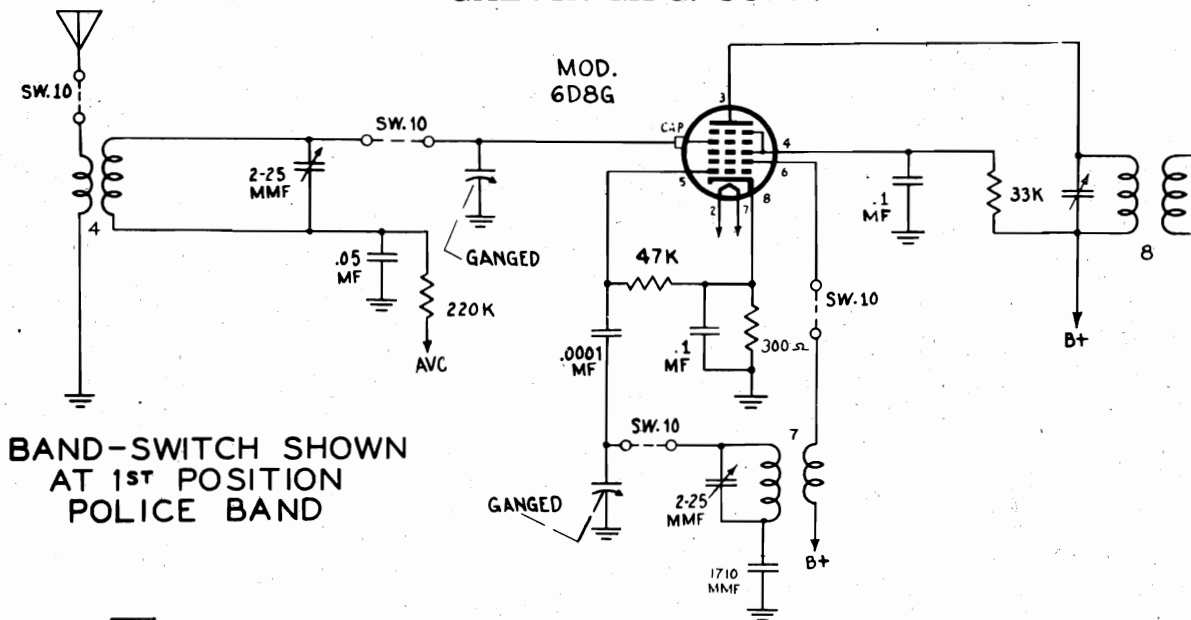 MOD.
6D8G
SW.10
SW.10
CAP
3
4
6
5
8
2
7
2-25
MMF
4
GANGED
.05
MF
220K
AVC
47K
.0001
MF
.1
MF
300Ω
.1
MF
33K
8
B+
SW.10
SW.10
7
GANGED
2-25
MMF
1710
MMF
B+
BAND-SWITCH SHOWN
AT 1ST POSITION
POLICE BAND